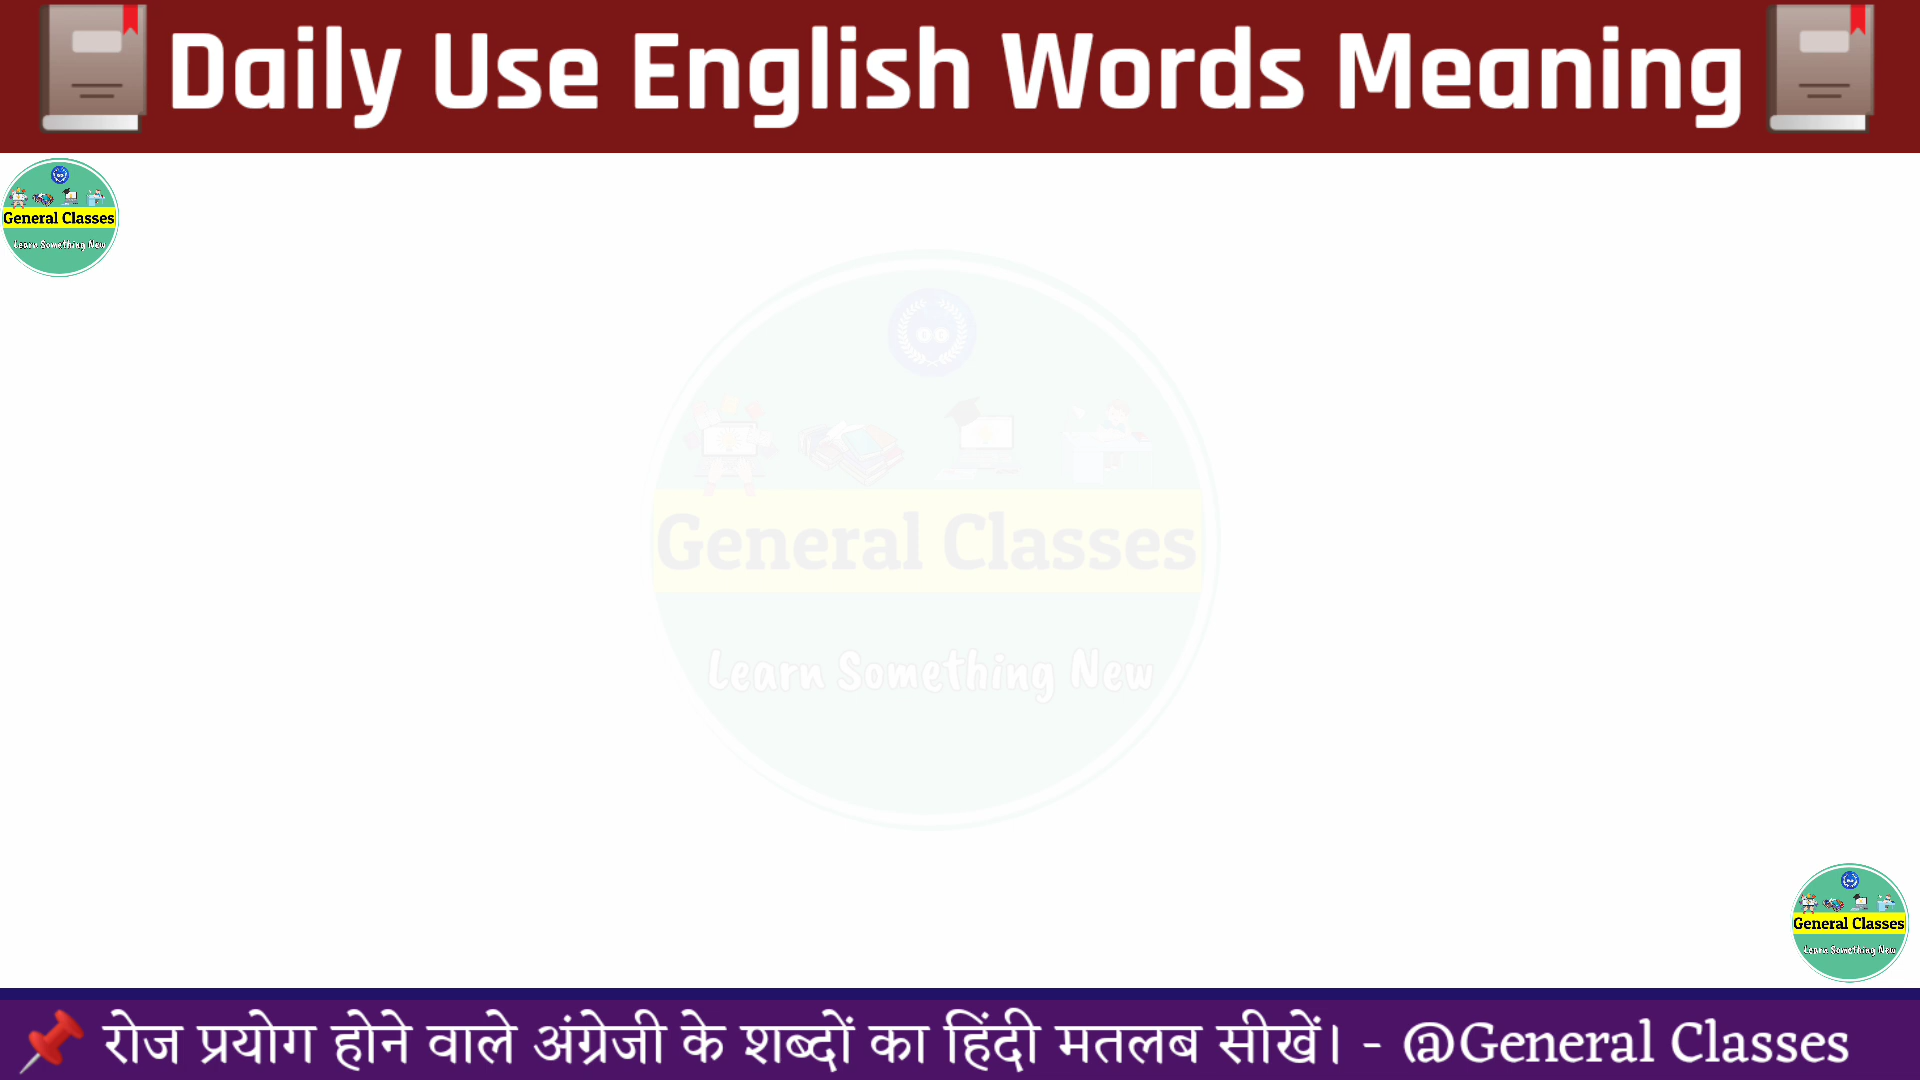 Daily Use English Words Meaning
General Classes
Learn Something New
General Classes
Learn Something New
General Classes
Learn Something New
रोज प्रयोग होने वाले अंग्रेजी के शब्दों का हिंदी मतलब सीखें। - @General Classes